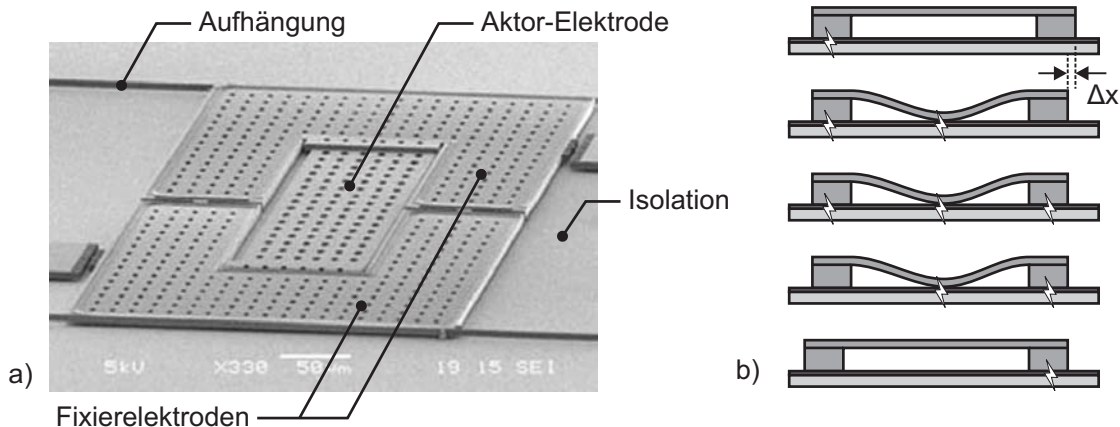 Aufhängung
Aktor-Elektrode
b)
Δx
Isolation
5kV X330 50µm 19 15 SEI
a)
Fixierelektroden